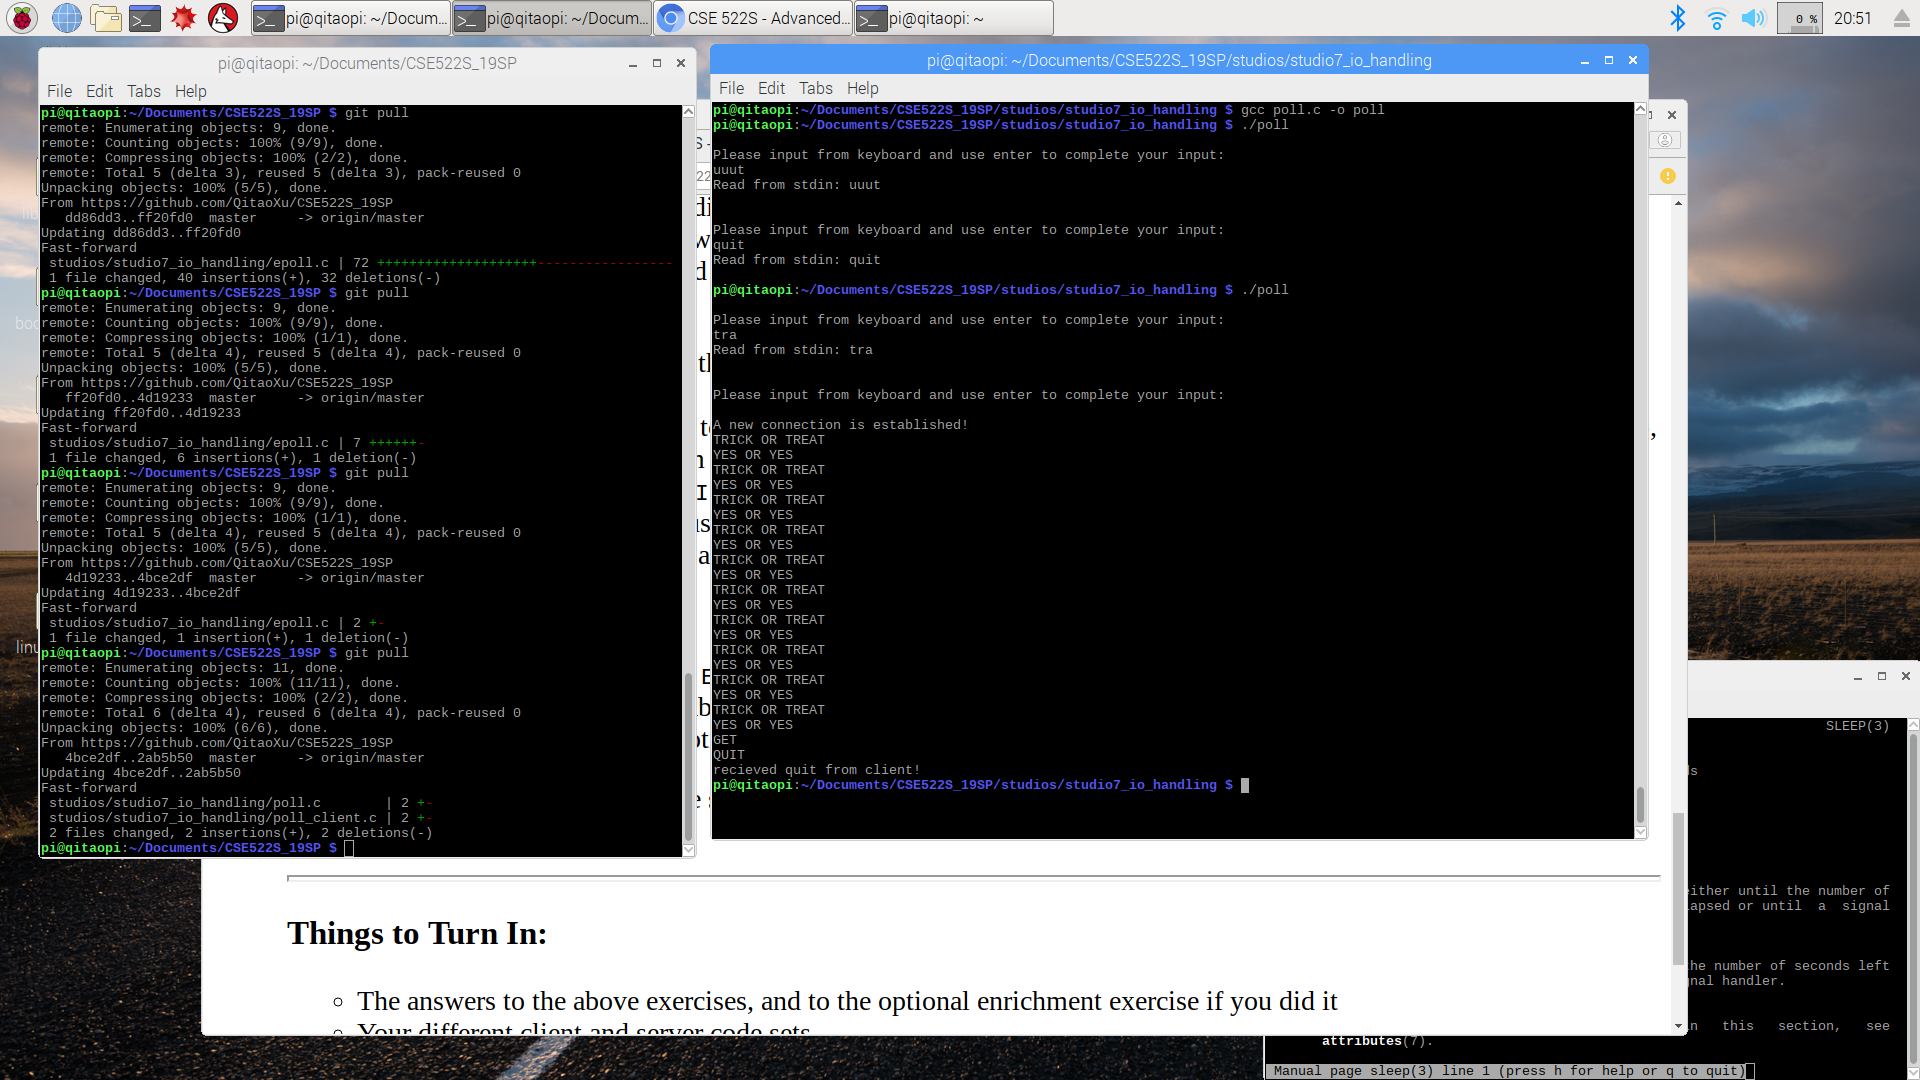 pi@qitaopi: ~/Docum...
pi@qitaopi: ~/Docum...
CSE 522S - Advanced...
pi@qitaopi: ~
0 %
20:51
pi@qitaopi: ~/Documents/CSE522S_19SP
File Edit Tabs Help
pi@qitaopi:~/Documents/CSE522S_19SP $ git pull
remote: Enumerating objects: 9, done.
remote: Counting objects: 100% (9/9), done.
remote: Compressing objects: 100% (2/2), done.
remote: Total 5 (delta 3), reused 5 (delta 3), pack-reused 0
Unpacking objects: 100% (5/5), done.
From https://github.com/QitaoXu/CSE522S_19SP
dd86dd3..ff20fd0  master     -> origin/master
Updating dd86dd3..ff20fd0
Fast-forward
studios/studio7_io_handling/epoll.c | 72 ++++++++++++++++++++-----------------
1 file changed, 40 insertions(+), 32 deletions(-)
pi@qitaopi:~/Documents/CSE522S_19SP $ git pull
remote: Enumerating objects: 9, done.
remote: Counting objects: 100% (9/9), done.
remote: Compressing objects: 100% (1/1), done.
remote: Total 5 (delta 4), reused 5 (delta 4), pack-reused 0
Unpacking objects: 100% (5/5), done.
From https://github.com/QitaoXu/CSE522S_19SP
ff20fd0..4d19233  master     -> origin/master
Updating ff20fd0..4d19233
Fast-forward
studios/studio7_io_handling/epoll.c | 7 ++++++-
1 file changed, 6 insertions(+), 1 deletion(-)
pi@qitaopi:~/Documents/CSE522S_19SP $ git pull
remote: Enumerating objects: 9, done.
remote: Counting objects: 100% (9/9), done.
remote: Compressing objects: 100% (1/1), done.
remote: Total 5 (delta 4), reused 5 (delta 4), pack-reused 0
Unpacking objects: 100% (5/5), done.
From https://github.com/QitaoXu/CSE522S_19SP
4d19233..4bce2df  master     -> origin/master
Updating 4d19233..4bce2df
Fast-forward
studios/studio7_io_handling/epoll.c | 2 +-
1 file changed, 1 insertion(+), 1 deletion(-)
pi@qitaopi:~/Documents/CSE522S_19SP $ git pull
remote: Enumerating objects: 11, done.
remote: Counting objects: 100% (11/11), done.
remote: Compressing objects: 100% (2/2), done.
remote: Total 6 (delta 4), reused 6 (delta 4), pack-reused 0
Unpacking objects: 100% (6/6), done.
From https://github.com/QitaoXu/CSE522S_19SP
4bce2df..2ab5b50  master     -> origin/master
Updating 4bce2df..2ab5b50
Fast-forward
studios/studio7_io_handling/poll.c        | 2 +-
studios/studio7_io_handling/poll_client.c | 2 +-
2 files changed, 2 insertions(+), 2 deletions(-)
pi@qitaopi:~/Documents/CSE522S_19SP $
pi@qitaopi: ~/Documents/CSE522S_19SP/studios/studio7_io_handling
File Edit Tabs Help
pi@qitaopi:~/Documents/CSE522S_19SP/studios/studio7_io_handling $ gcc poll.c -o poll
pi@qitaopi:~/Documents/CSE522S_19SP/studios/studio7_io_handling $ ./poll
Please input from keyboard and use enter to complete your input:
uuut
Read from stdin: uuut
Please input from keyboard and use enter to complete your input:
quit
Read from stdin: quit
pi@qitaopi:~/Documents/CSE522S_19SP/studios/studio7_io_handling $ ./poll
Please input from keyboard and use enter to complete your input:
tra
Read from stdin: tra
Please input from keyboard and use enter to complete your input:
A new connection is established!
TRICK OR TREAT
YES OR YES
TRICK OR TREAT
YES OR YES
TRICK OR TREAT
YES OR YES
TRICK OR TREAT
YES OR YES
TRICK OR TREAT
YES OR YES
TRICK OR TREAT
YES OR YES
TRICK OR TREAT
YES OR YES
TRICK OR TREAT
YES OR YES
TRICK OR TREAT
YES OR YES
TRICK OR TREAT
YES OR YES
GET
QUIT
recieved quit from client!
pi@qitaopi:~/Documents/CSE522S_19SP/studios/studio7_io_handling $
Things to Turn In:
The answers to the above exercises, and to the optional enrichment exercise if you did it
Your different client and server code sets
SLEEP(3)
either until the number of
or until a signal
the number of seconds left
handler.
in this section, see
attributes(7).
Manual page sleep(3) line 1 (press h for help or q to quit)